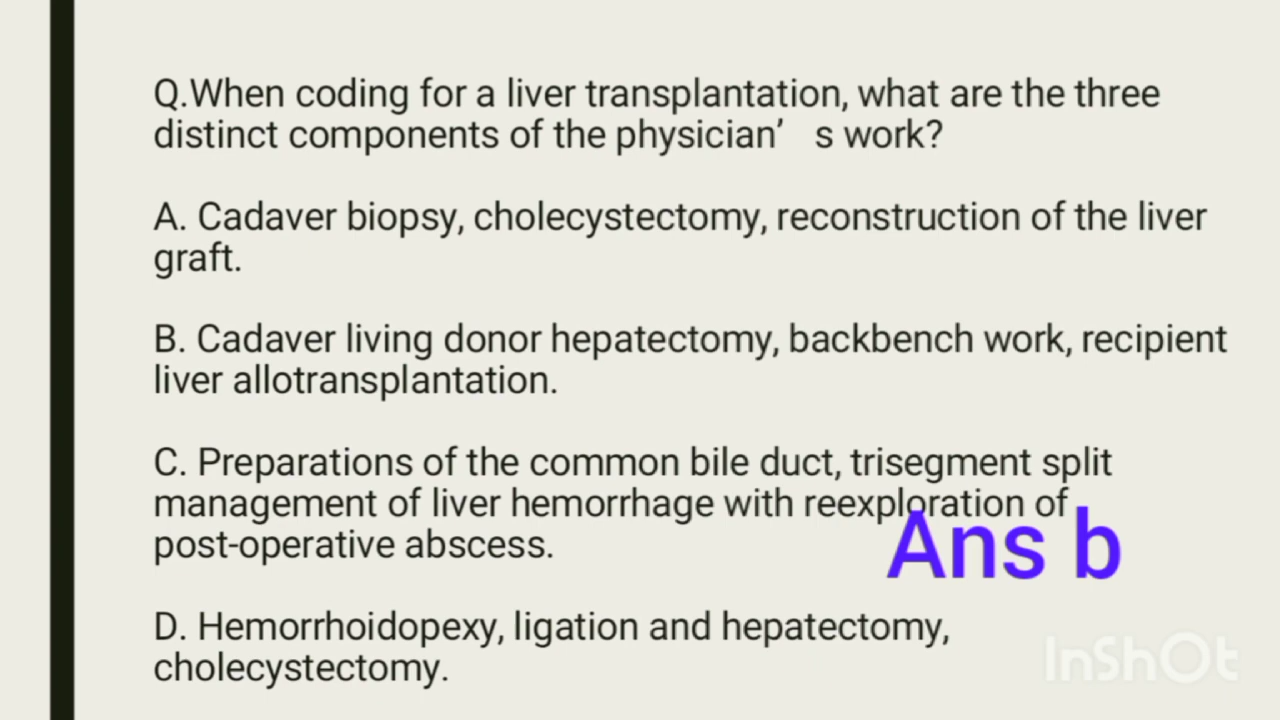 Q.When coding for a liver transplantation, what are the three
distinct components of the physician’ s work?
A. Cadaver biopsy, cholecystectomy, reconstruction of the liver
graft.
B. Cadaver living donor hepatectomy, backbench work, recipient
liver allotransplantation.
C. Preparations of the common bile duct, trisegment split
management of liver hemorrhage with reexploration of
post-operative abscess.
Ans b
D. Hemorrhoidopexy, ligation and hepatectomy,
cholecystectomy.
InShOt